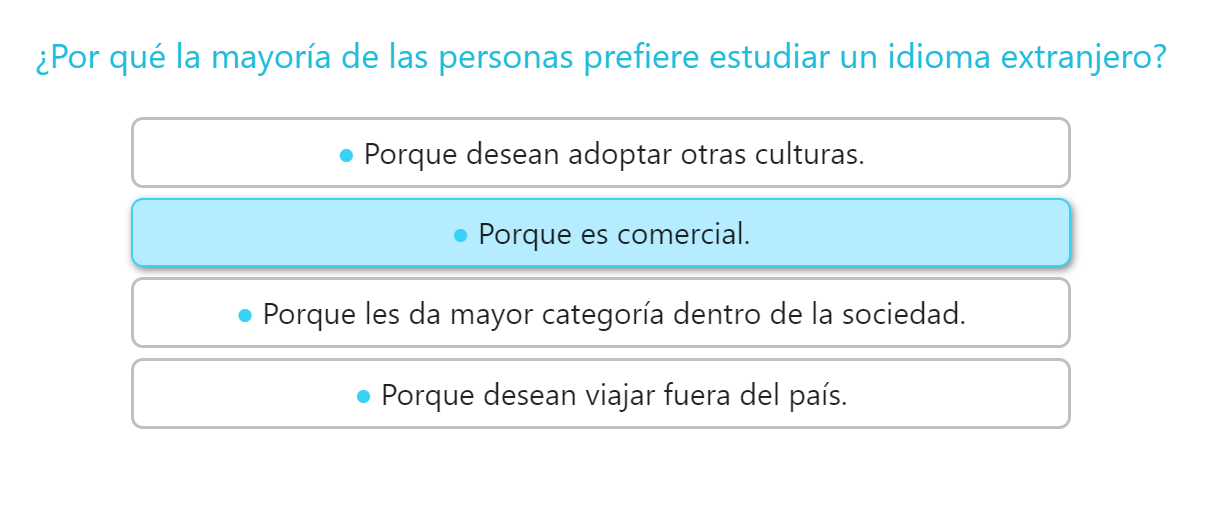 ¿Por qué la mayoría de las personas prefiere estudiar un idioma extranjero?
● Porque desean adoptar otras culturas.
● Porque es comercial.
● Porque les da mayor categoría dentro de la sociedad.
● Porque desean viajar fuera del país.